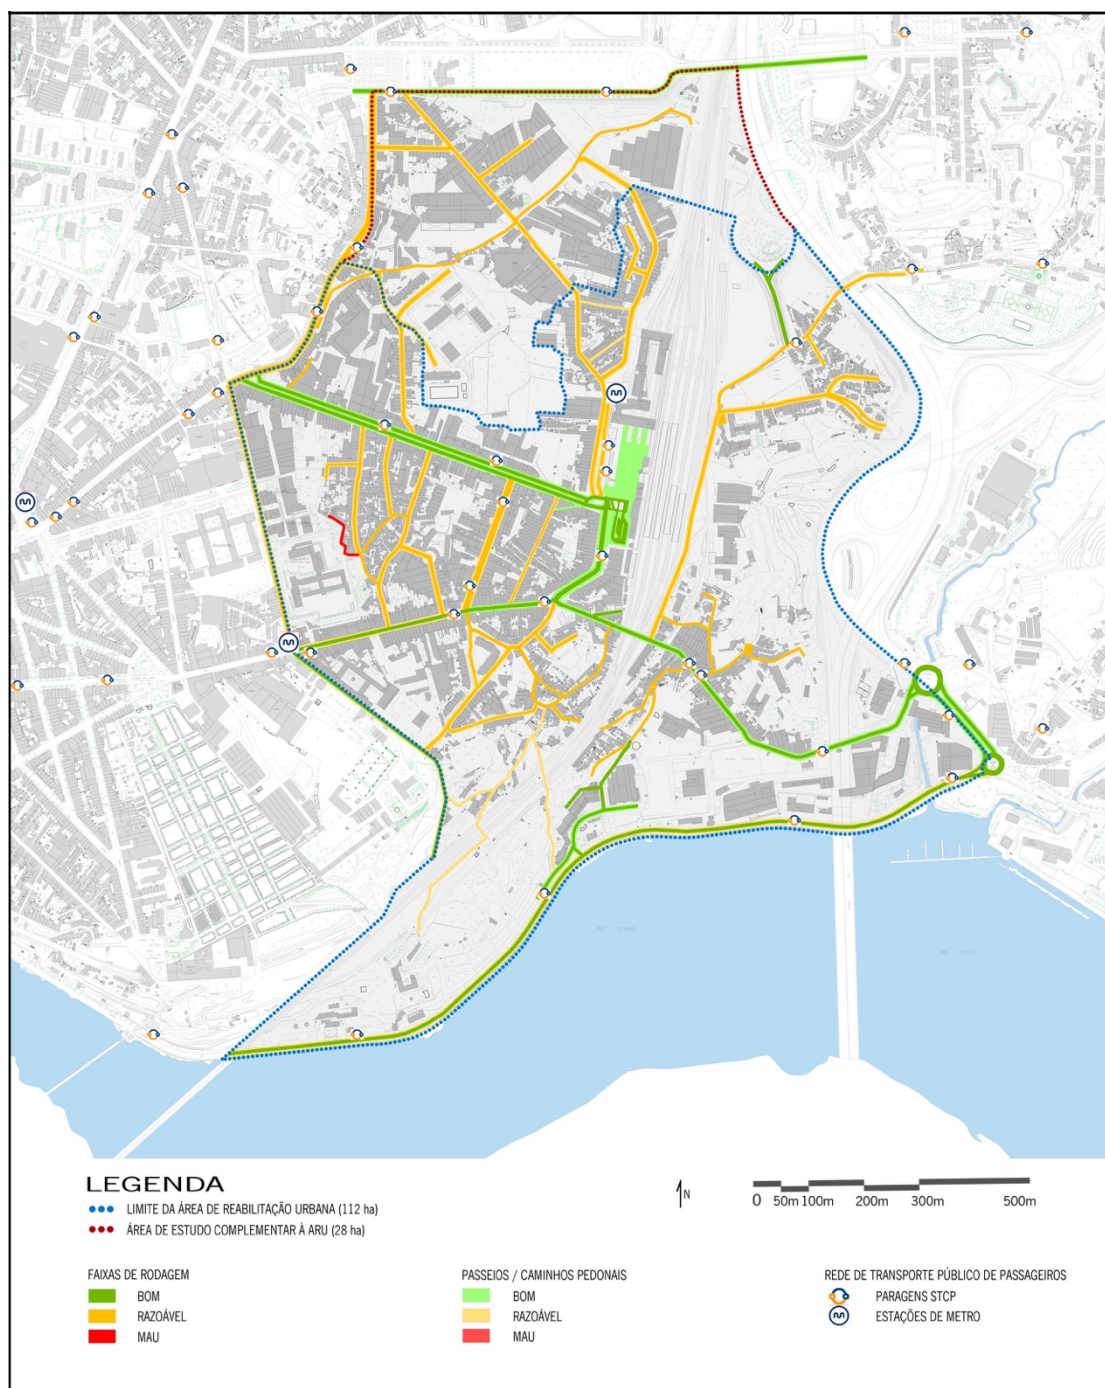 LEGENDA
LIMITE DA ÁREA DE REABILITAÇÃO URBANA (112 ha)
ÁREA DE ESTUDO COMPLEMENTAR À ARU (28 ha)
N
0 50m 100m 200m 300m 500m
FAIXAS DE RODAGEM
BOM
RAZOÁVEL
MAU
PASSEIOS / CAMINHOS PEDONAIS
BOM
RAZOÁVEL
MAU
REDE DE TRANSPORTE PÚBLICO DE PASSAGEIROS
PARAGENS STCP
ESTAÇÕES DE METRO